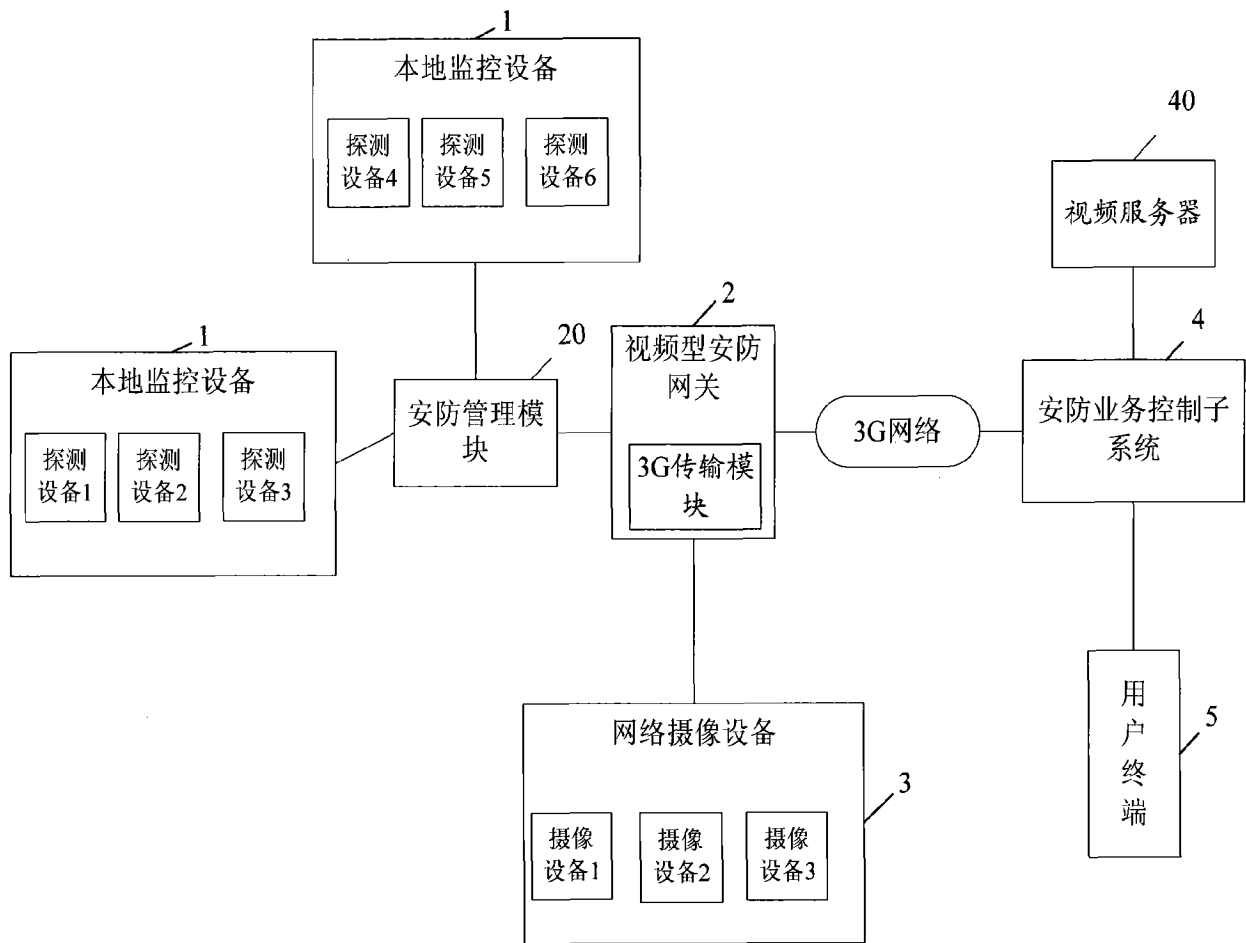 1
本地监控设备
探测
设备4
探测
设备5
探测
设备6
40
视频服务器
1
本地监控设备
探测
设备1
探测
设备2
探测
设备3
20
安防管理模
块
2
视频型安防
网关
3G传输模
块
3G网络
4
安防业务控制子
系统
网络摄像设备
3
摄像
设备1
摄像
设备2
摄像
设备3
用
户
终
端
5